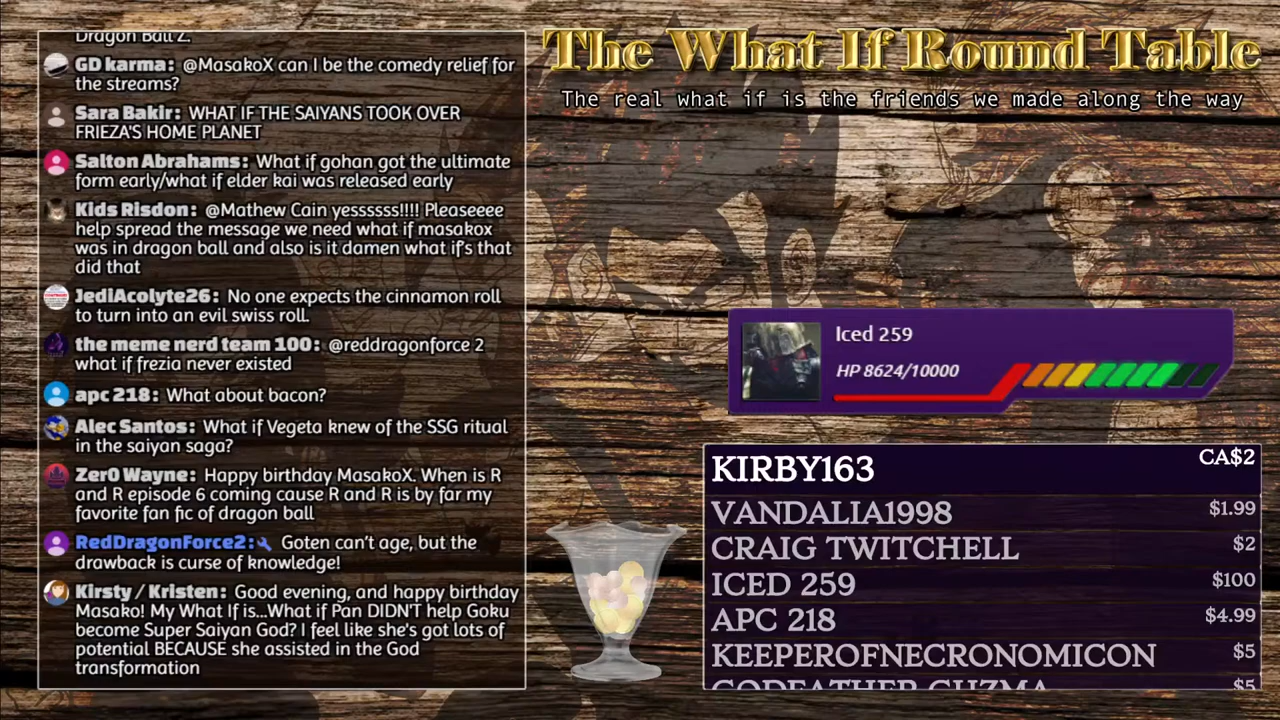 Dragon Ball Z.
GD karma: @MasakoX can I be the comedy relief for
the streams?
Sara Bakir: WHAT IF THE SAIYANS TOOK OVER
FRIEZA'S HOME PLANET
Salton Abrahams: What if gohan got the ultimate
form early/what if elder kai was released early
Kids Risdon: @Mathew Cain yessssss!!!! Pleaseeee
help spread the message we need what if masakox
was in dragon ball and also is it damen what if's that
did that
JediAcolyte26: No one expects the cinnamon roll
to turn into an evil swiss roll.
the meme nerd team 100: @reddragonforce 2
what if frezia never existed
apc 218: What about bacon?
Alec Santos: What if Vegeta knew of the SSG ritual
in the saiyan saga?
Zer0 Wayne: Happy birthday MasakoX. When is R
and R episode 6 coming cause R and R is by far my
favorite fan fic of dragon ball
RedDragonForce2: Goten can't age, but the
drawback is curse of knowledge!
Kirsty / Kristen: Good evening, and happy birthday
Masako! My What If is...What if Pan DIDN'T help Goku
become Super Saiyan God? I feel like she's got lots of
potential BECAUSE she assisted in the God
transformation
The What If Round Table
The real what if is the friends we made along the way
Iced 259
HP 8624/10000
KIRBY163 CA$2
VANDALIA1998 $1.99
CRAIG TWITCHELL $2
ICED 259 $100
APC 218 $4.99
KEEPEROFNECRONOMICON $5
GODFATHER GUZMA $5